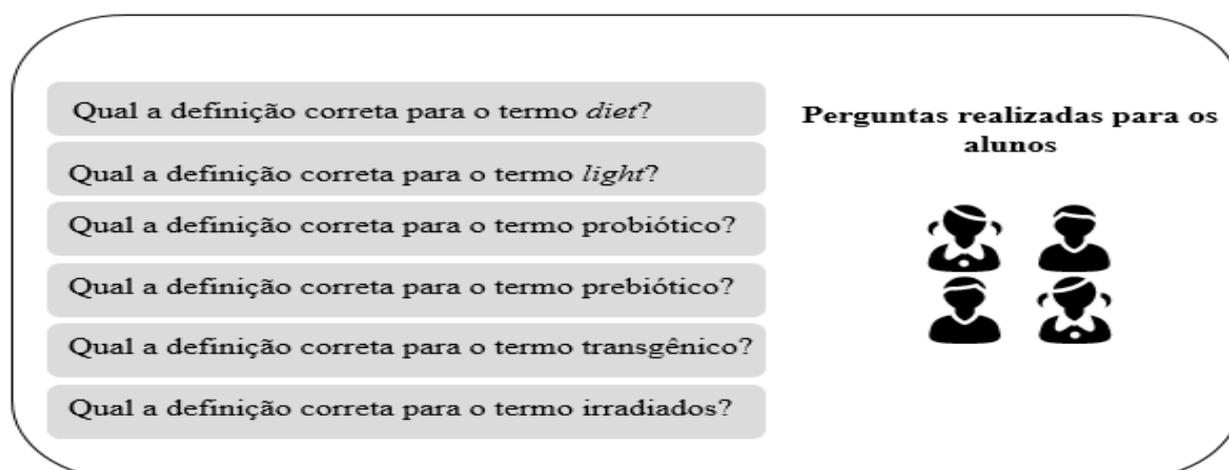 Qual a definição correta para o termo diet?
Qual a definição correta para o termo light?
Qual a definição correta para o termo probiótico?
Qual a definição correta para o termo prebiótico?
Qual a definição correta para o termo transgênico?
Qual a definição correta para o termo irradiados?
Perguntas realizadas para os
alunos